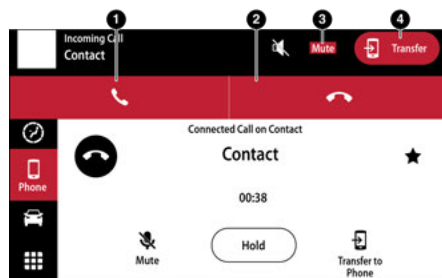 1
2
3
4
Incoming Call
Contact
Mute
Transfer
Connected Call on Contact
Contact
Phone
00:38
Mute
Hold
Transfer to
Phone